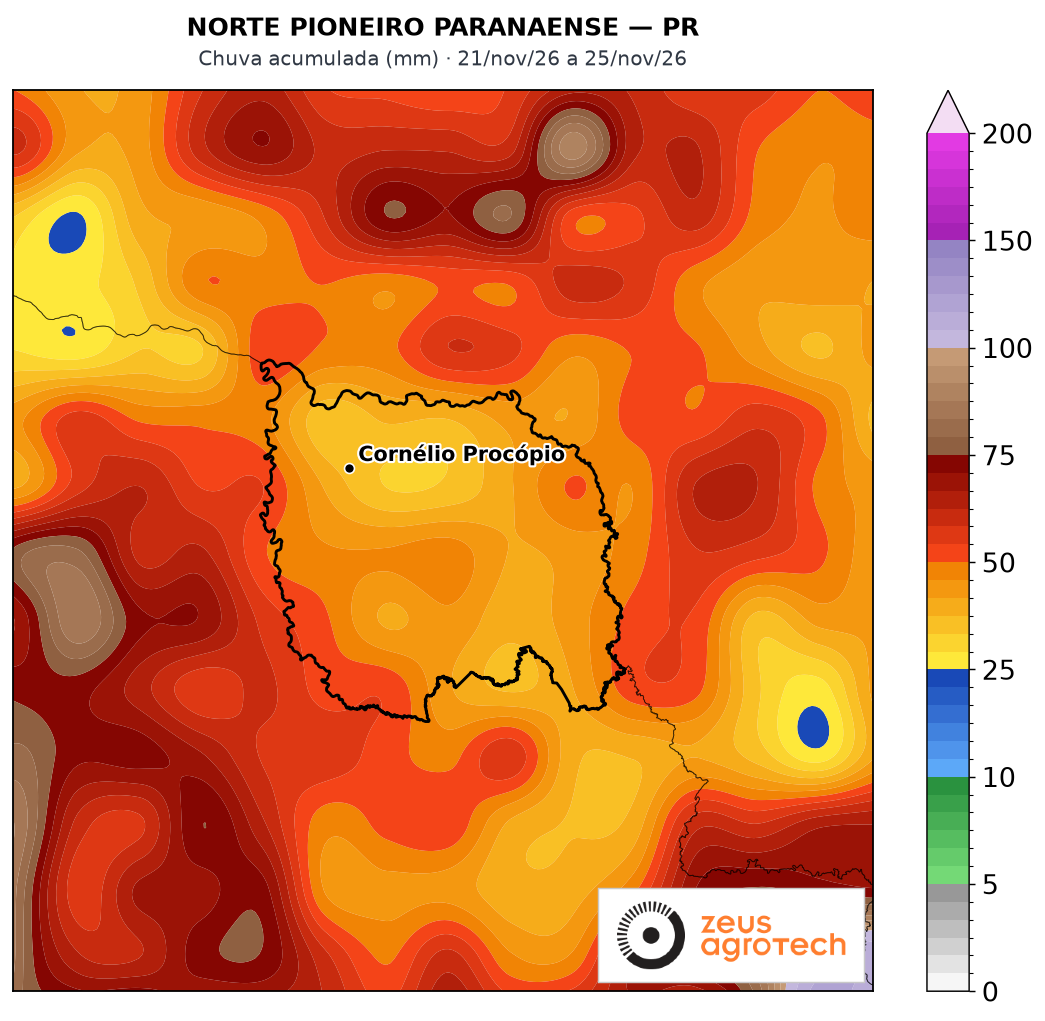 NORTE PIONEIRO PARANAENSE — PR
Chuva acumulada (mm) · 21/nov/26 a 25/nov/26
200
150
100
75
50
25
10
5
0
Cornélio Procópio
zeus
agrotech